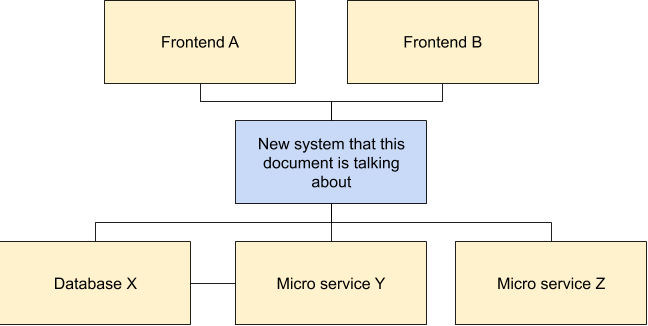 Frontend A
Frontend B
New system that this
document is talking
about
Database X
Micro service Y
Micro service Z